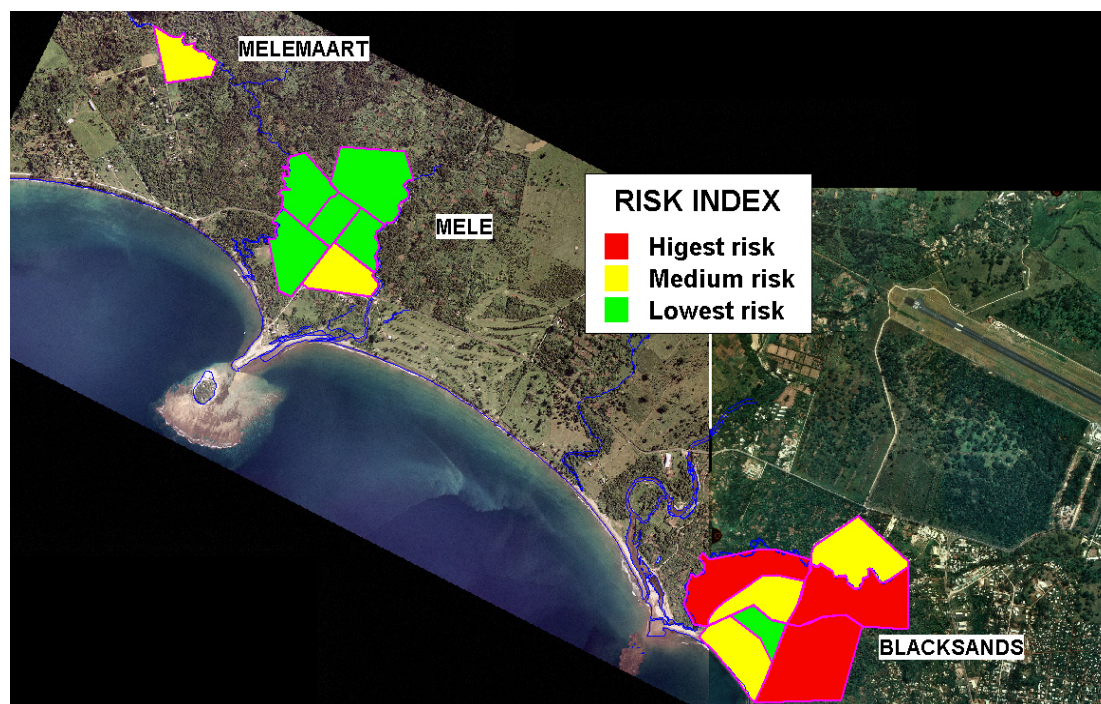 MELEMAART
MELE
RISK INDEX
Higest risk
Medium risk
Lowest risk
BLACKSANDS